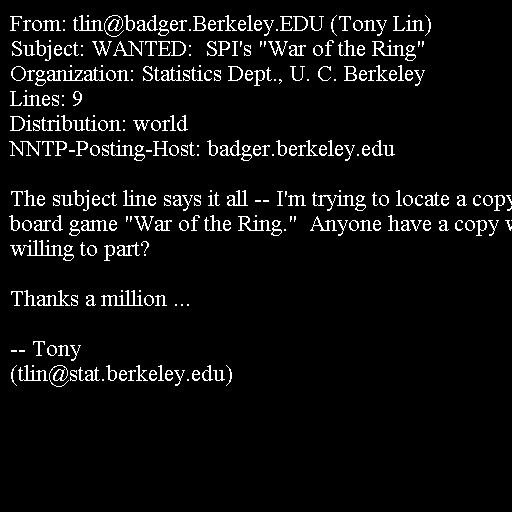 From: tlin@badger.Berkeley.EDU (Tony Lin)
Subject: WANTED:  SPI's "War of the Ring"
Organization: Statistics Dept., U. C. Berkeley
Lines: 9
Distribution: world
NNTP-Posting-Host: badger.berkeley.edu

The subject line says it all -- I'm trying to locate a copy
board game "War of the Ring."  Anyone have a copy
willing to part?

Thanks a million ...

-- Tony
(tlin@stat.berkeley.edu)